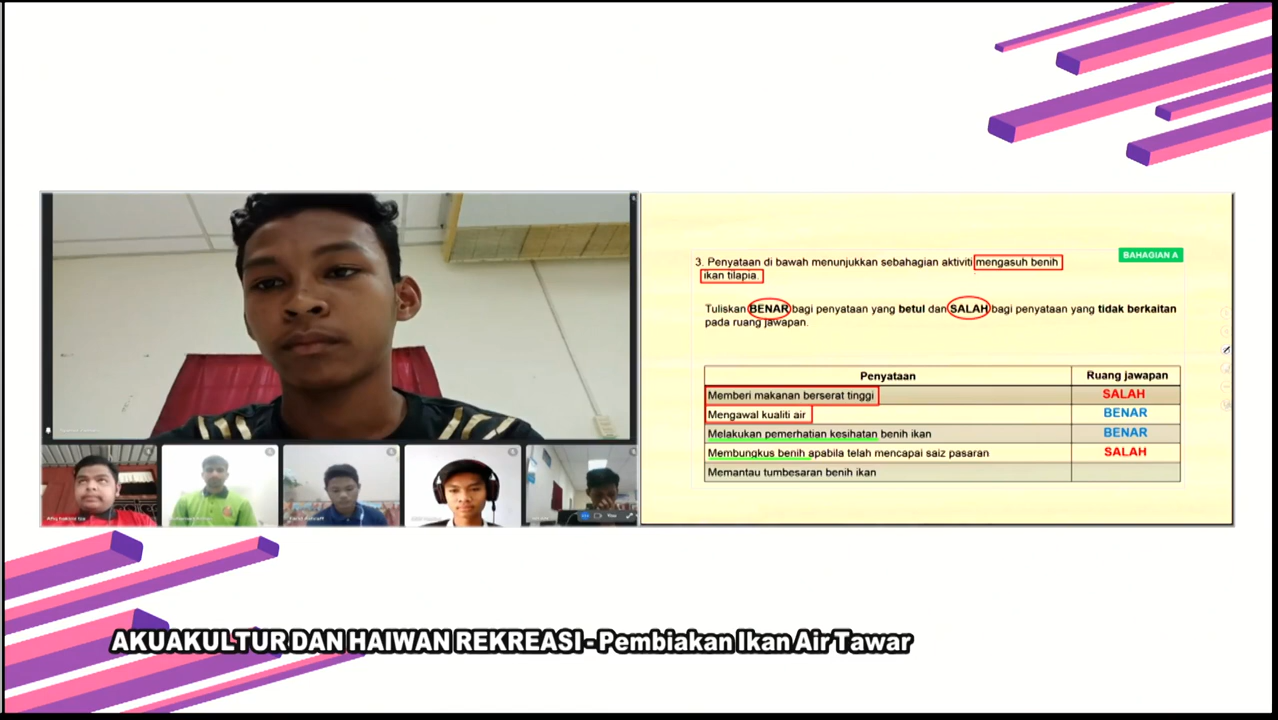 BAHAGIAN A
3. Penyataan di bawah menunjukkan sebahagian aktiviti mengasuh benih
ikan tilapia.
Tuliskan BENAR bagi penyataan yang betul dan SALAH bagi penyataan yang tidak berkaitan
pada ruang jawapan.
Penyataan Ruang jawapan
Memberi makanan berserat tinggi SALAH
Mengawal kualiti air BENAR
Melakukan pemerhatian kesihatan benih ikan BENAR
Membungkus benih apabila telah mencapai saiz pasaran SALAH
Memantau tumbesaran benih ikan
You
AKUAKULTUR DAN HAIWAN REKREASI - Pembiakan Ikan Air Tawar